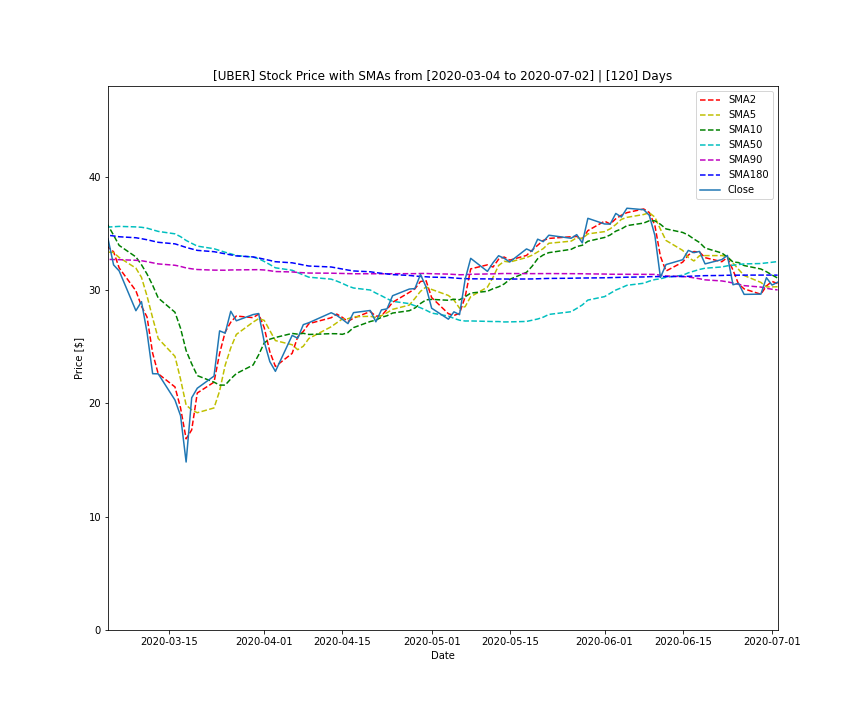 [UBER] Stock Price with SMAs from [2020-03-04 to 2020-07-02] | [120] Days
SMA2
SMA5
SMA10
SMA50
SMA90
SMA180
Close
Price [$]
40
30
20
10
0
2020-03-15 2020-04-01 2020-04-15 2020-05-01 2020-05-15 2020-06-01 2020-06-15 2020-07-01
Date